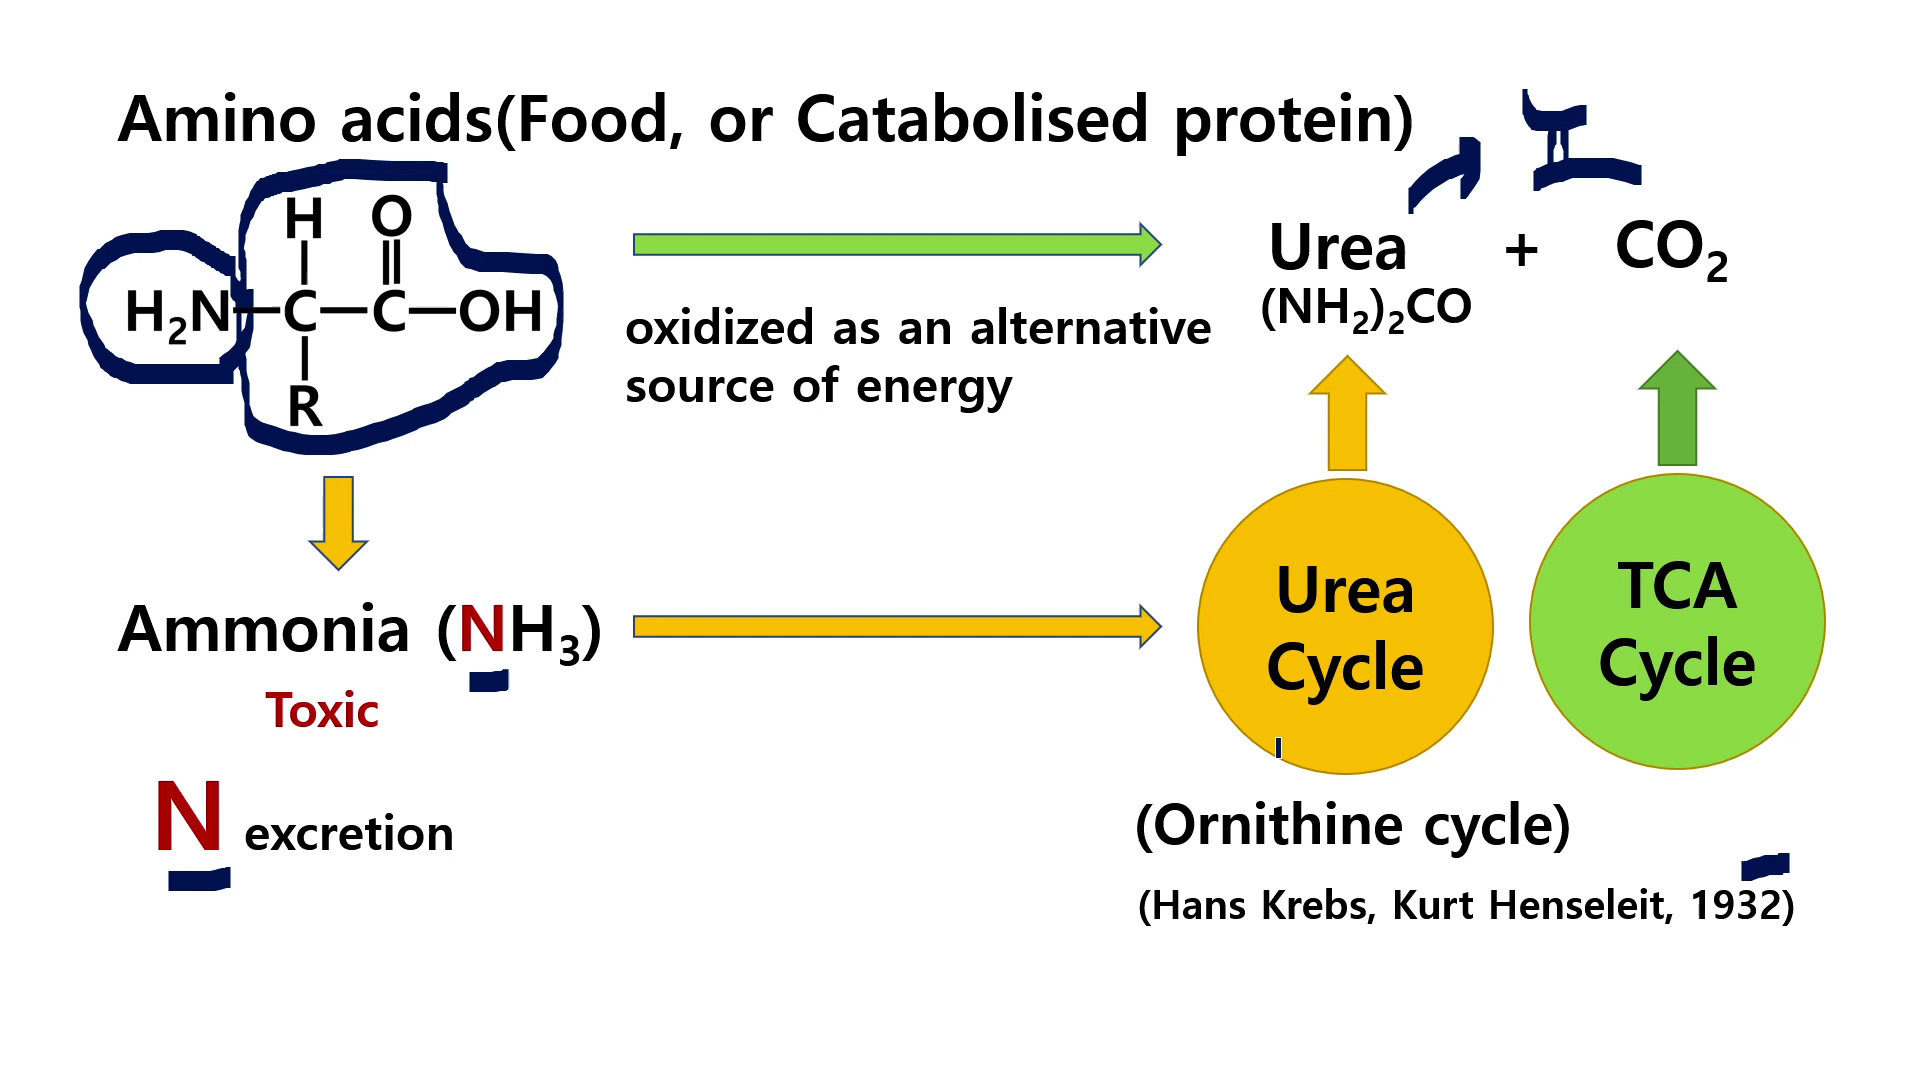 Amino acids(Food, or Catabolised protein)
H O
H₂N—C—C—OH
R
oxidized as an alternative
source of energy
Urea + CO₂
(NH₂)₂CO
Ammonia (NH₃)
Toxic
N excretion
Urea
Cycle
TCA
Cycle
(Ornithine cycle)
(Hans Krebs, Kurt Henseleit, 1932)